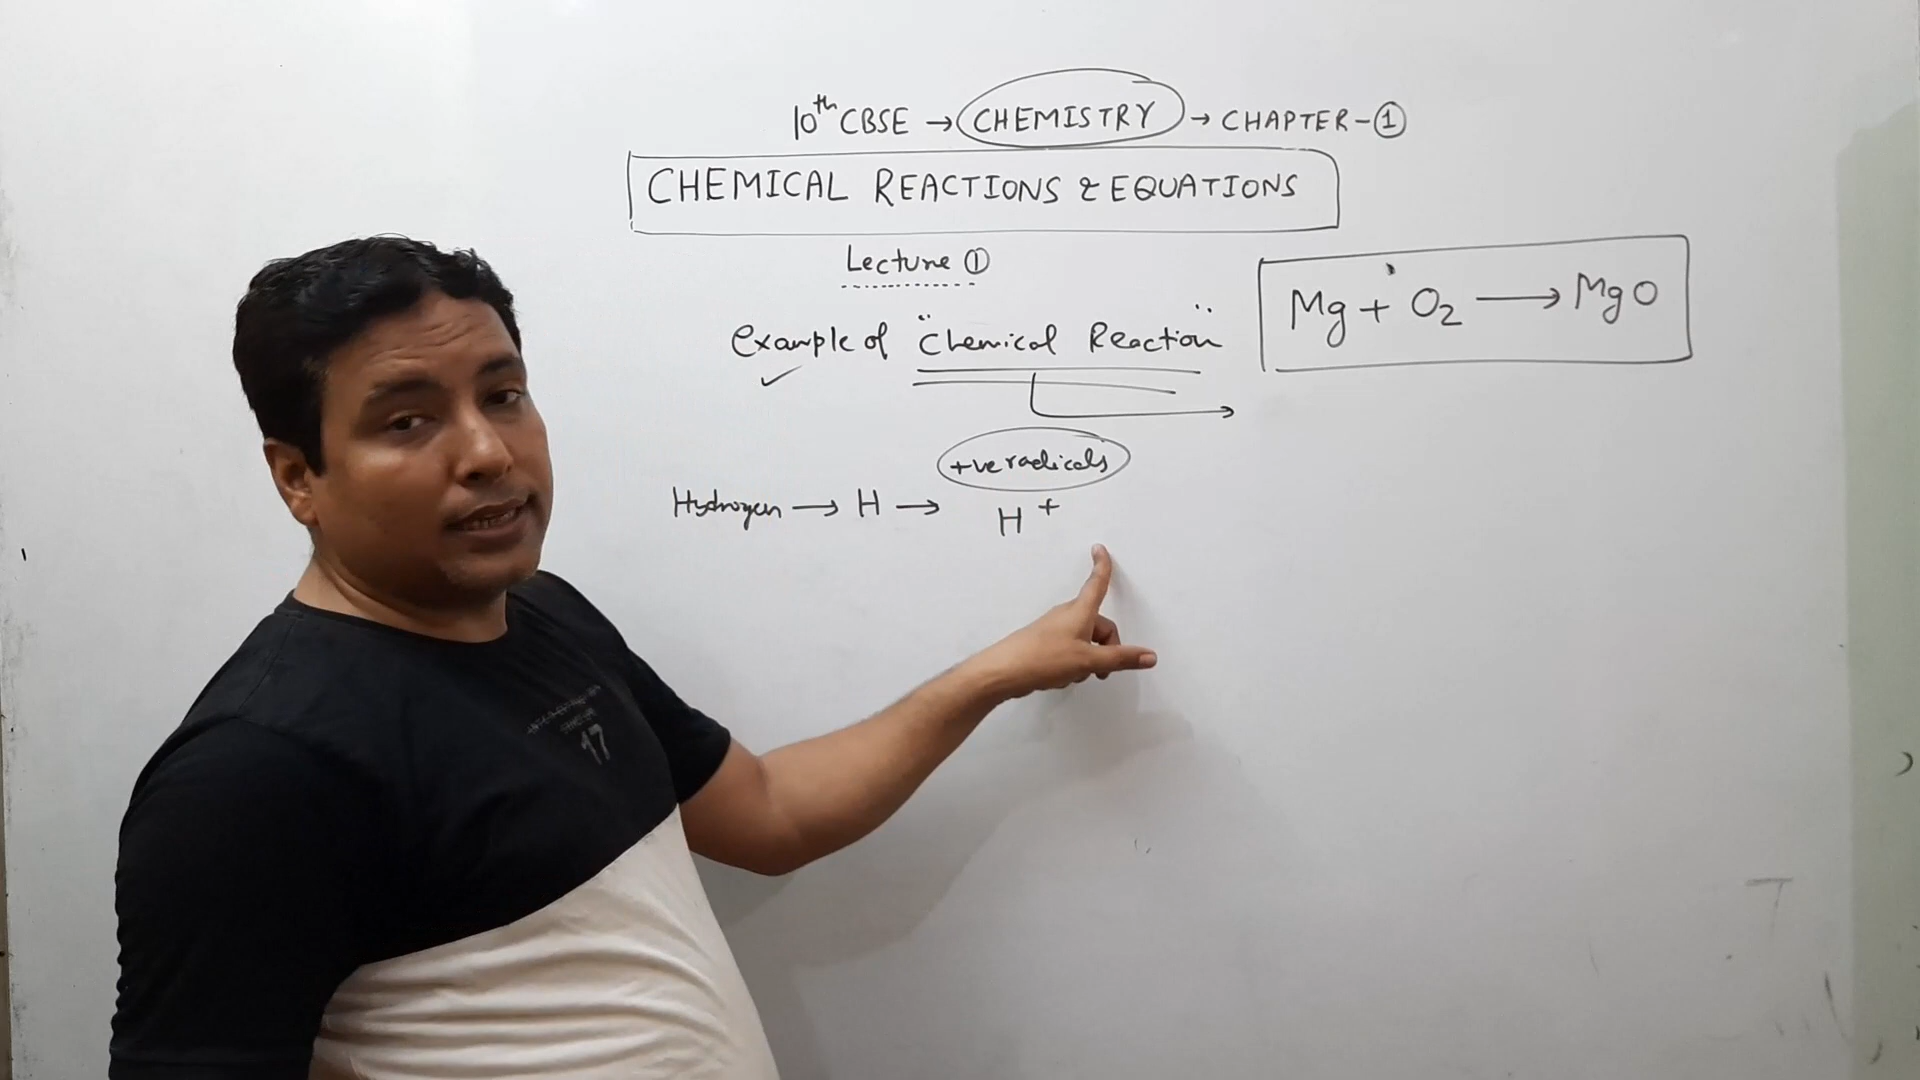 10th CBSE → CHEMISTRY → CHAPTER-①
CHEMICAL REACTIONS & EQUATIONS
Lecture ①
Mg + O2 → MgO
example of "Chemical Reaction"
+ve radicals
Hydrogen → H → H+
17